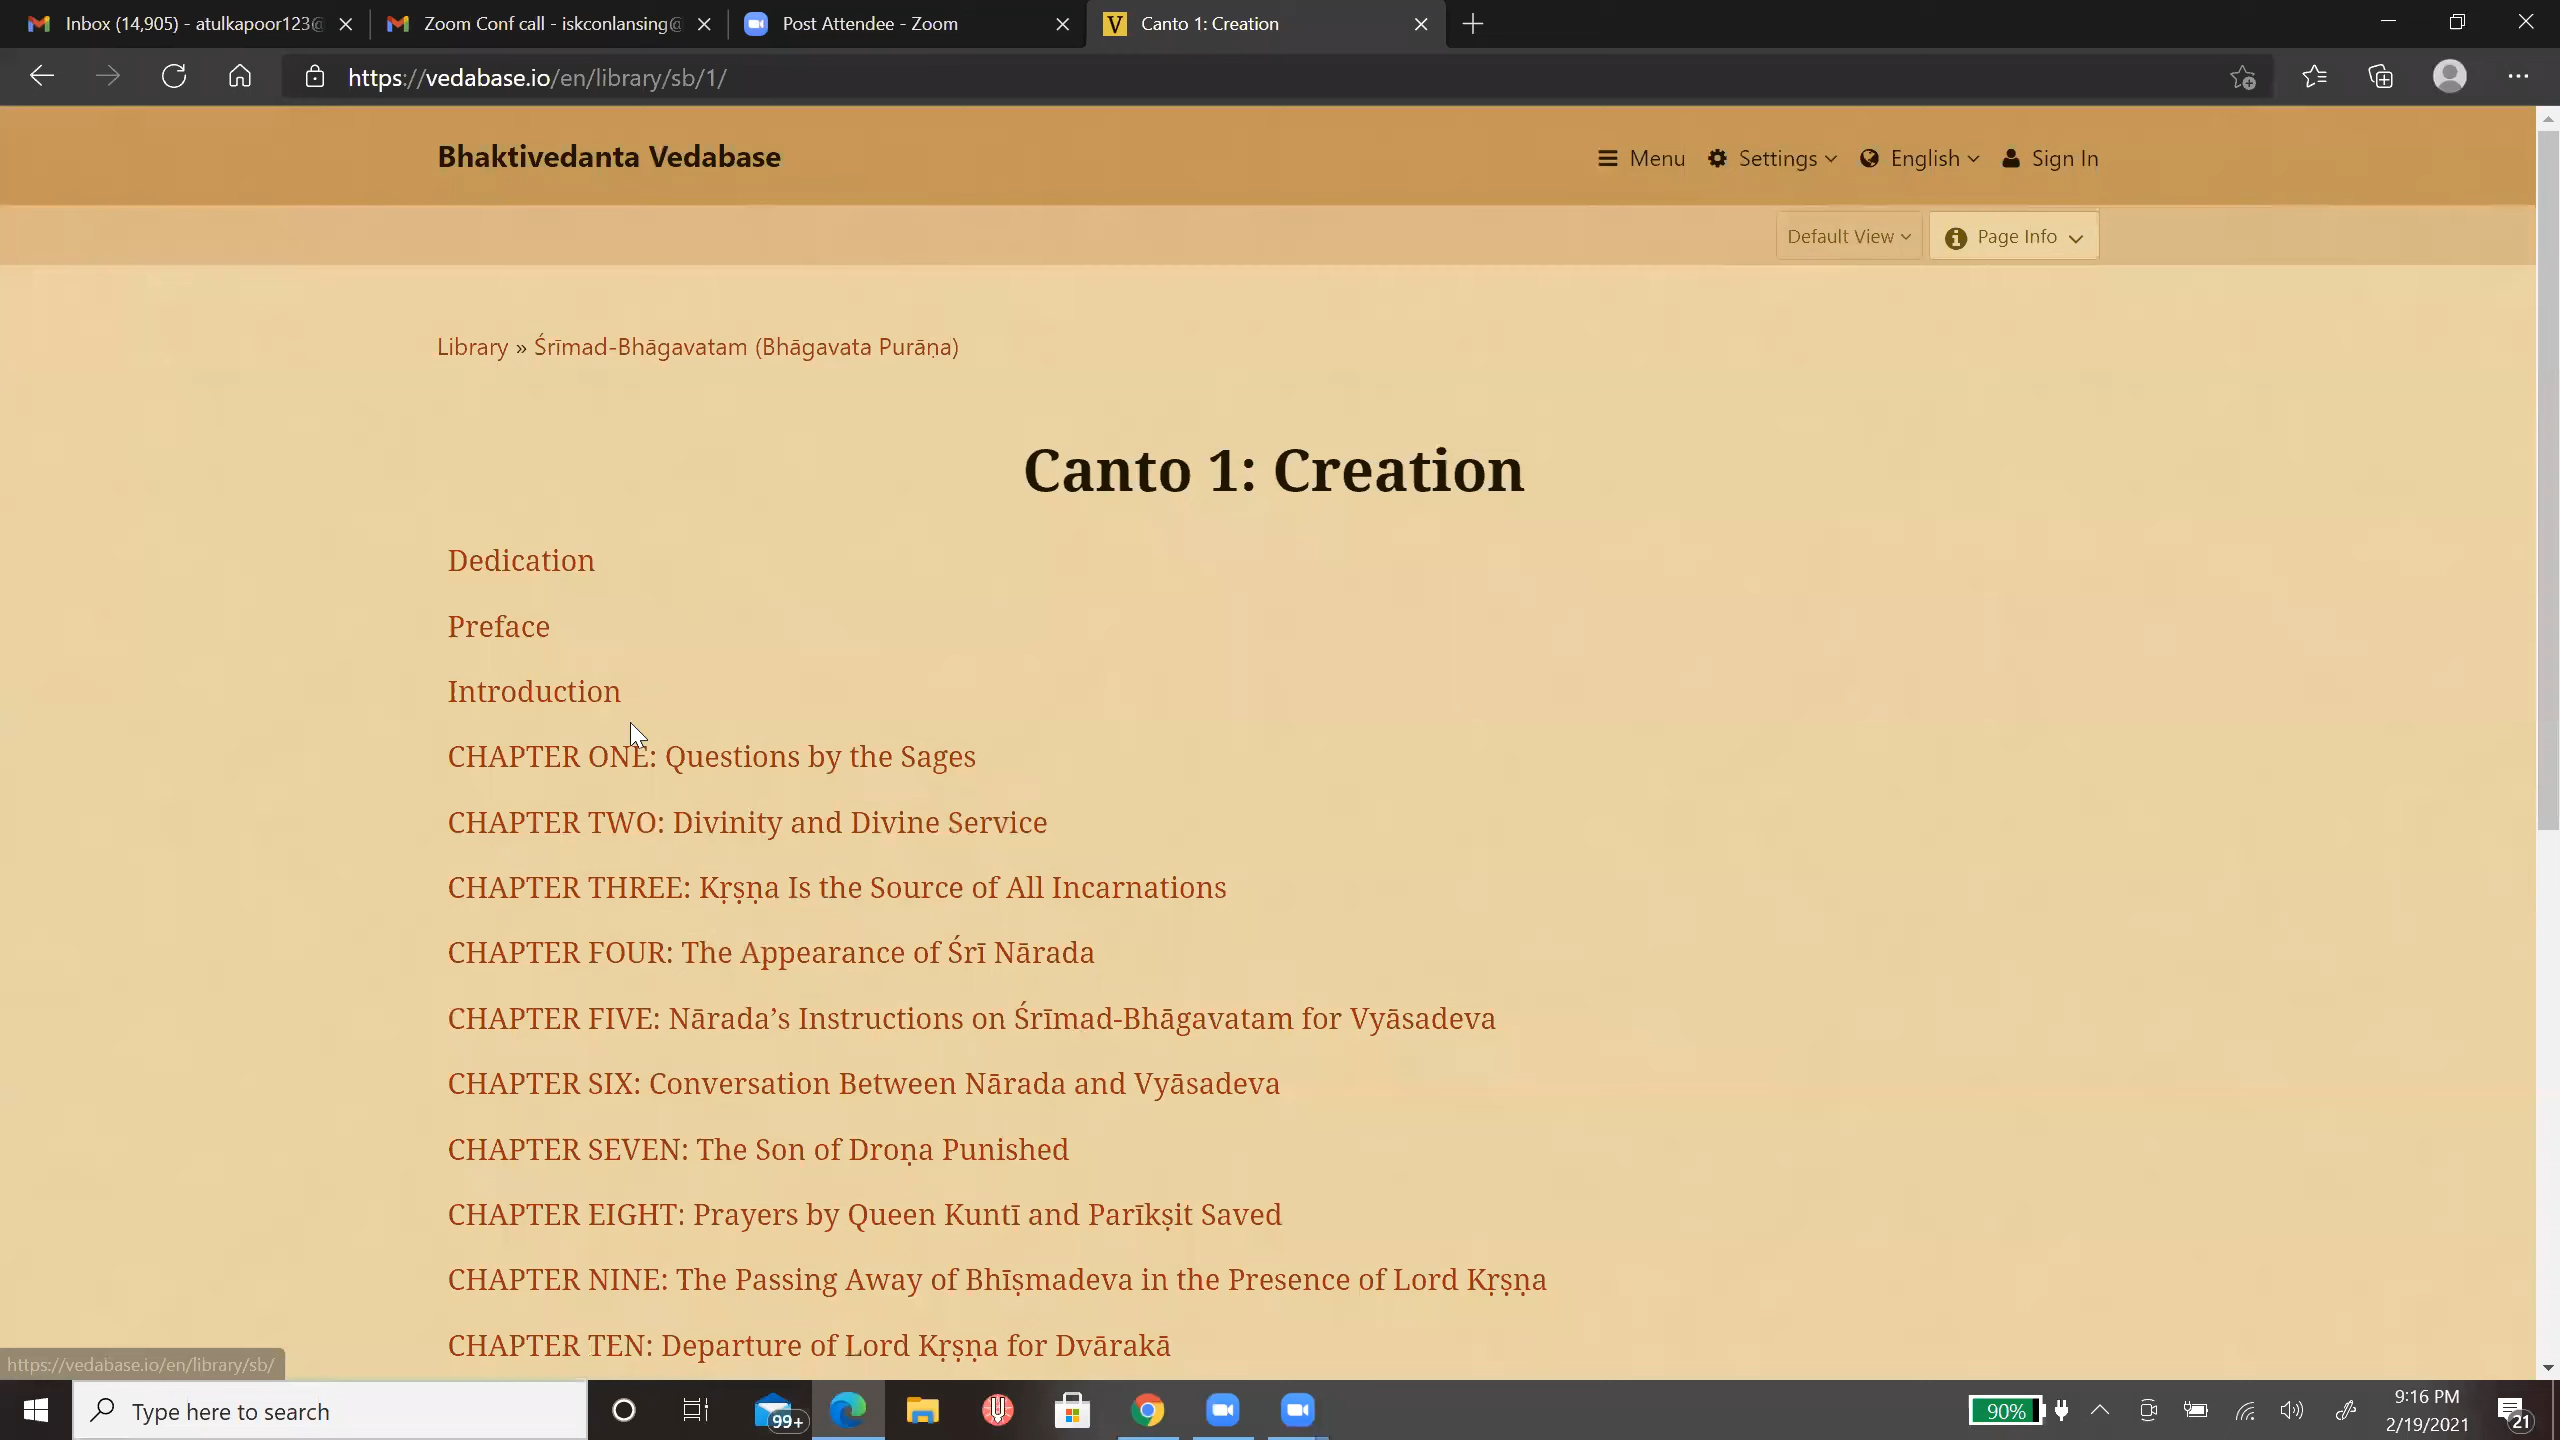 Inbox (14,905) - atulkapoor123@
Zoom Conf call - iskconlansing@
Post Attendee - Zoom
V Canto 1: Creation
https://vedabase.io/en/library/sb/1/
Bhaktivedanta Vedabase
Menu Settings English Sign In
Default View Page Info
Library » Śrīmad-Bhāgavatam (Bhāgavata Purāṇa)
Canto 1: Creation
Dedication
Preface
Introduction
CHAPTER ONE: Questions by the Sages
CHAPTER TWO: Divinity and Divine Service
CHAPTER THREE: Kṛṣṇa Is the Source of All Incarnations
CHAPTER FOUR: The Appearance of Śrī Nārada
CHAPTER FIVE: Nārada’s Instructions on Śrīmad-Bhāgavatam for Vyāsadeva
CHAPTER SIX: Conversation Between Nārada and Vyāsadeva
CHAPTER SEVEN: The Son of Droṇa Punished
CHAPTER EIGHT: Prayers by Queen Kuntī and Parīkṣit Saved
CHAPTER NINE: The Passing Away of Bhīṣmadeva in the Presence of Lord Kṛṣṇa
CHAPTER TEN: Departure of Lord Kṛṣṇa for Dvārakā
https://vedabase.io/en/library/sb/
Type here to search
99+
90%
9:16 PM
2/19/2021
21